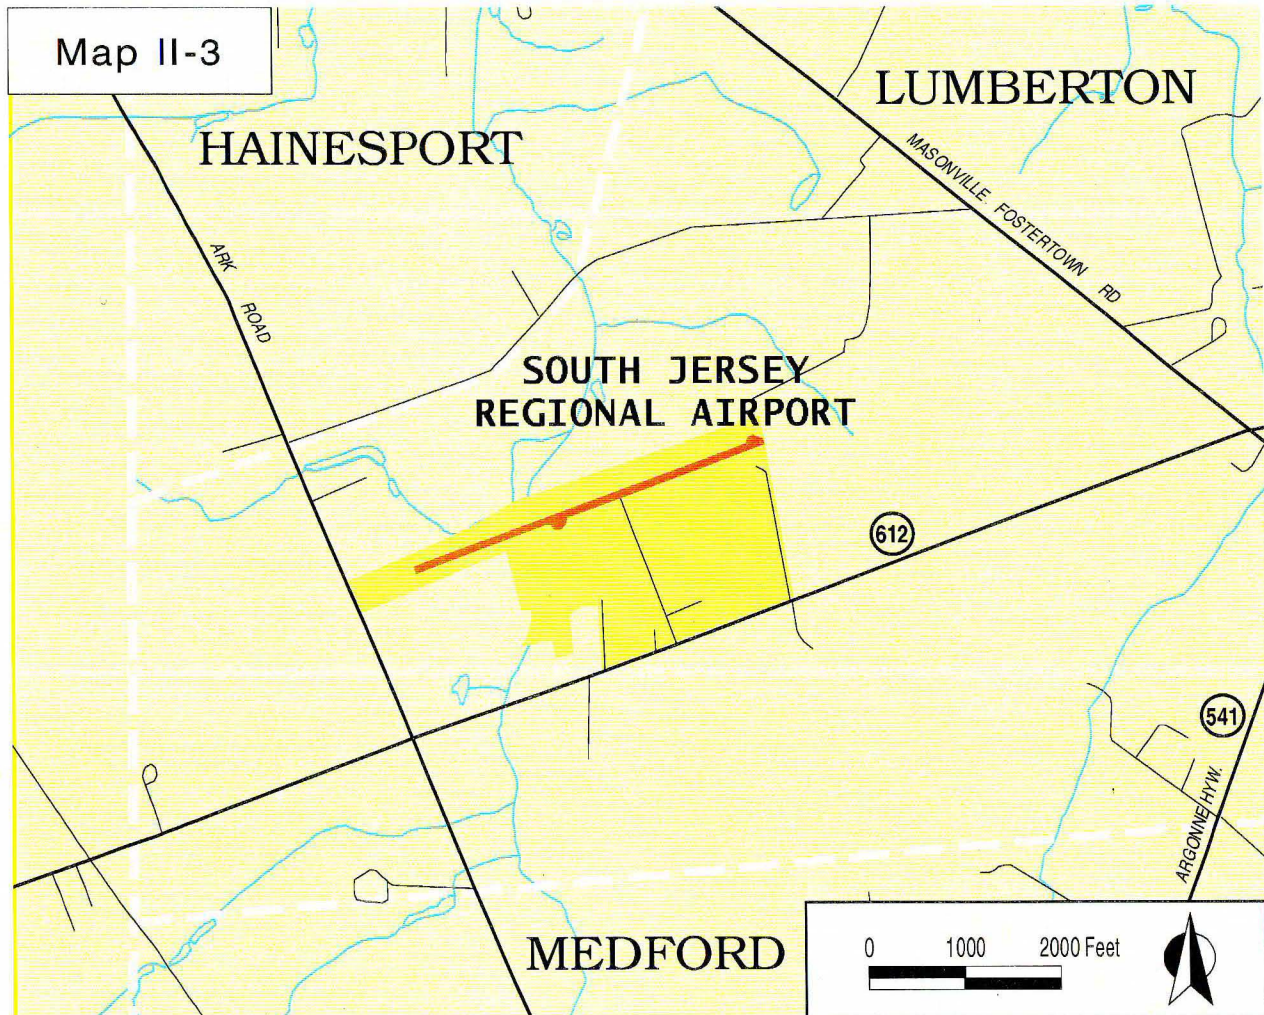 Map II-3
LUMBERTON
HAINESPORT
MASONVILLE. FOSTERTOWN RD
ARK ROAD
SOUTH JERSEY
REGIONAL AIRPORT
612
541
ARGONNE HYW.
MEDFORD
0 1000 2000 Feet